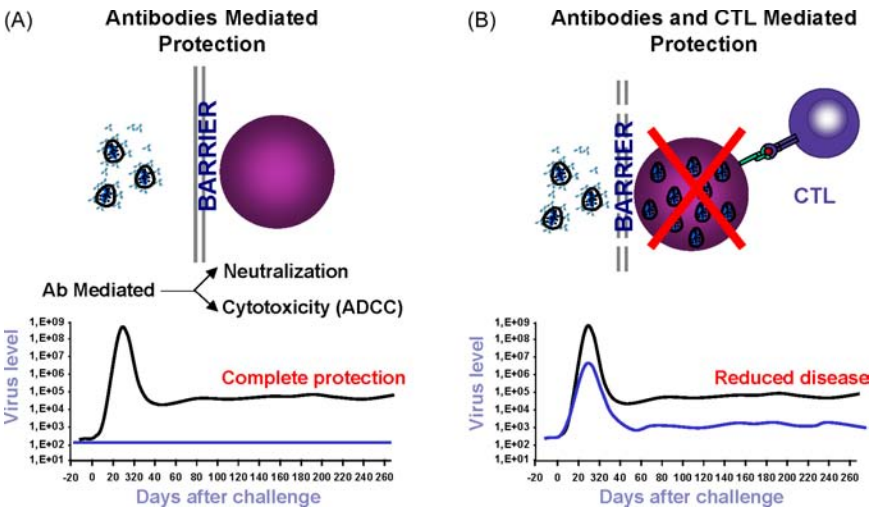 (A)
Antibodies Mediated
Protection
BARRIER
Ab Mediated
Neutralization
Cytotoxicity (ADCC)
Virus level
1,E+09
1,E+08
1,E+07
1,E+06
1,E+05
1,E+04
1,E+03
1,E+02
1,E+01
Complete protection
-20 0 20 320 60 80 100 120 140 160 180 200 220 240 260
Days after challenge
(B)
Antibodies and CTL Mediated
Protection
BARRIER
CTL
Virus level
1,E+09
1,E+08
1,E+07
1,E+06
1,E+05
1,E+04
1,E+03
1,E+02
1,E+01
Reduced disease
-20 0 20 320 60 80 100 120 140 160 180 200 220 240 260
Days after challenge